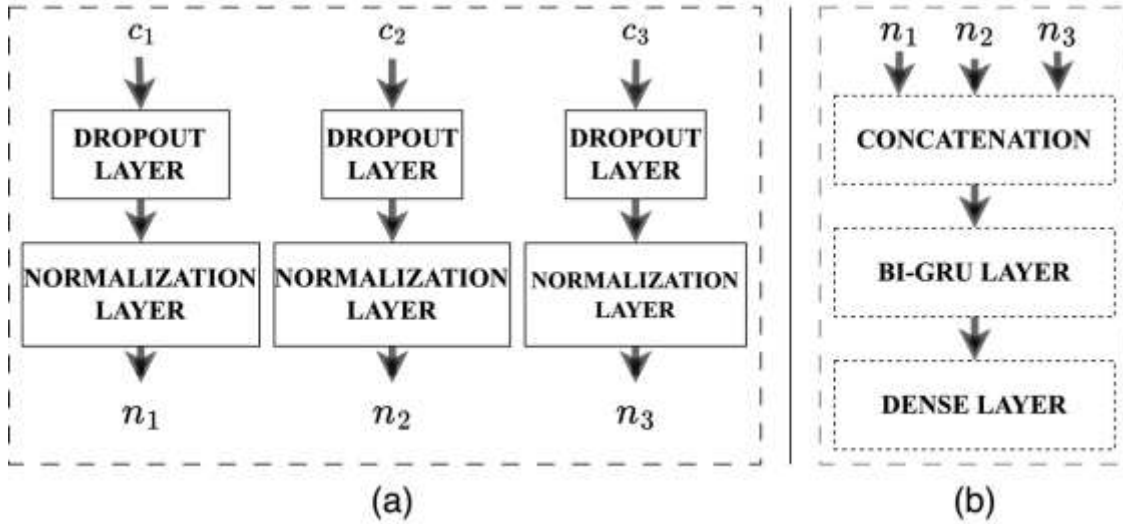 c₁ c₂ c₃
DROPOUT LAYER
DROPOUT LAYER
DROPOUT LAYER
NORMALIZATION LAYER
NORMALIZATION LAYER
NORMALIZATION LAYER
n₁ n₂ n₃
(a)
n₁ n₂ n₃
CONCATENATION
BI-GRU LAYER
DENSE LAYER
(b)